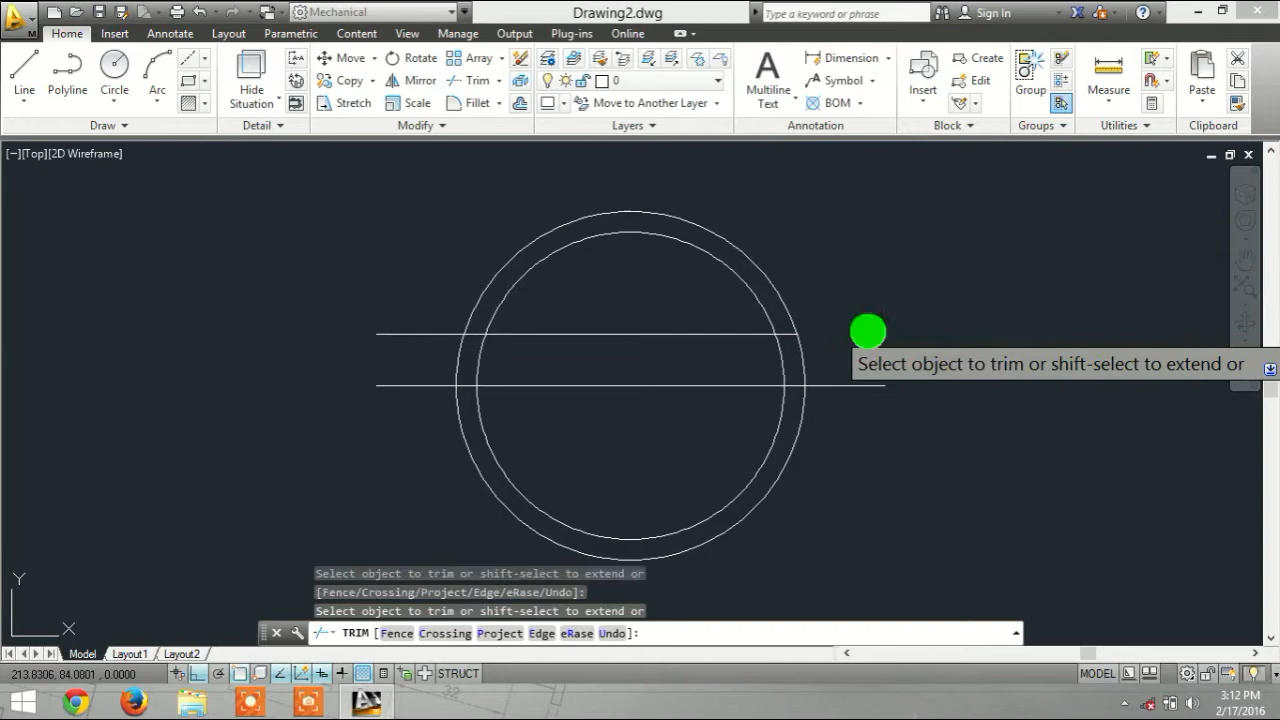 Mechanical
Drawing2.dwg
Type a keyword or phrase
Sign In
M
Home Insert Annotate Layout Parametric Content View Manage Output Plug-ins Online
Line Polyline Circle Arc
Hide Situation
Move Rotate Array
Copy Mirror Trim
Stretch Scale Fillet
0
Move to Another Layer
Multiline Text
Dimension
Symbol
BOM
Insert
Create
Edit
Group
Measure
Paste
Draw Detail Modify Layers Annotation Block Groups Utilities Clipboard
[−][Top][2D Wireframe]
Select object to trim or shift-select to extend or
Y
X
Select object to trim or shift-select to extend or
[Fence/Crossing/Project/Edge/eRase/Undo]:
Select object to trim or shift-select to extend or
TRIM [Fence Crossing Project Edge eRase Undo]:
Model Layout1 Layout2
213.8306, 84.0801, 0.0000
STRUCT
MODEL
32
3:12 PM
2/17/2016